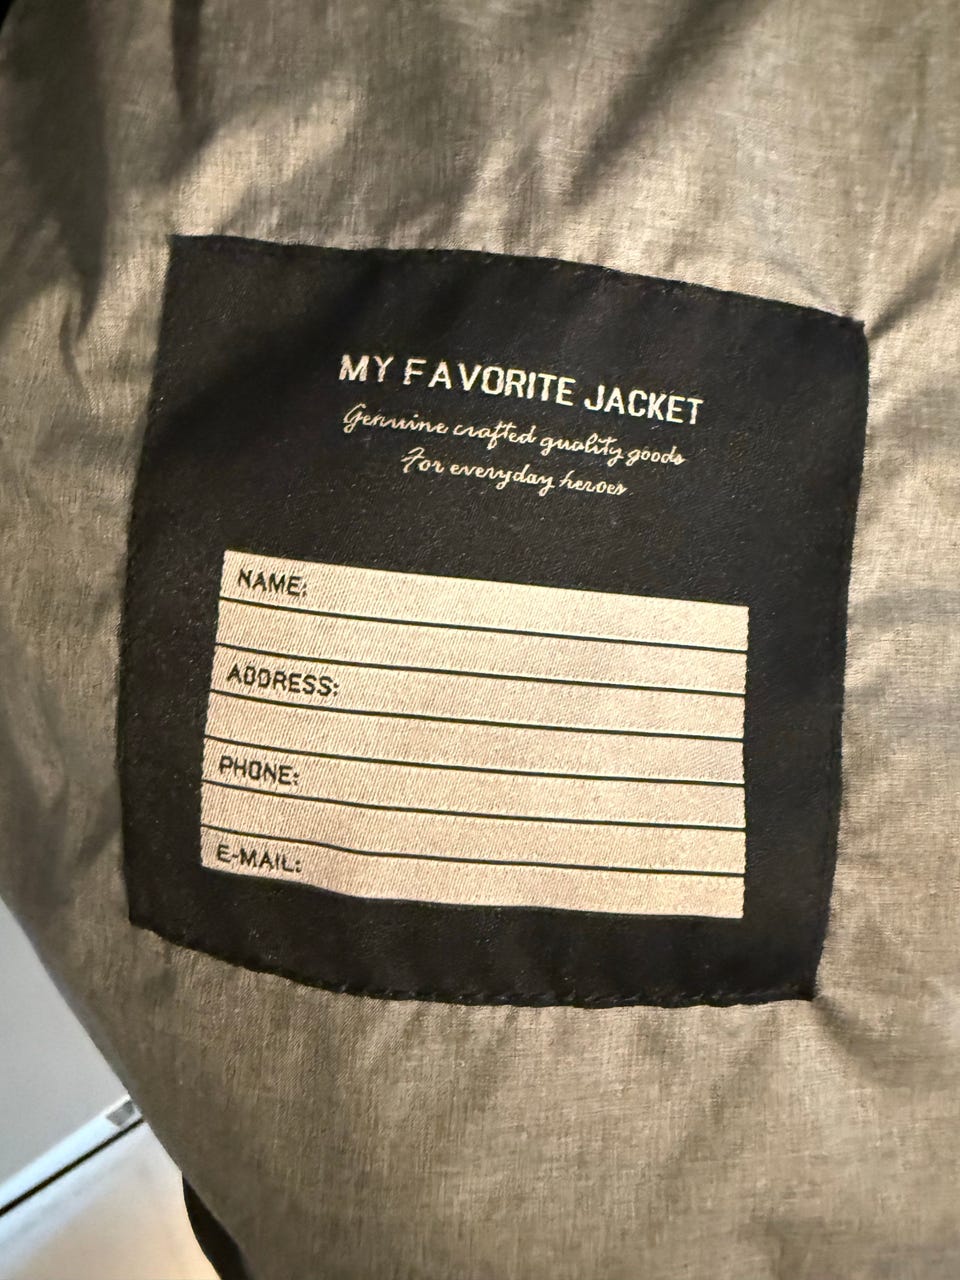 MY FAVORITE JACKET
Genuine crafted quality goods
For everyday heroes
NAME:
ADDRESS:
PHONE:
E-MAIL: